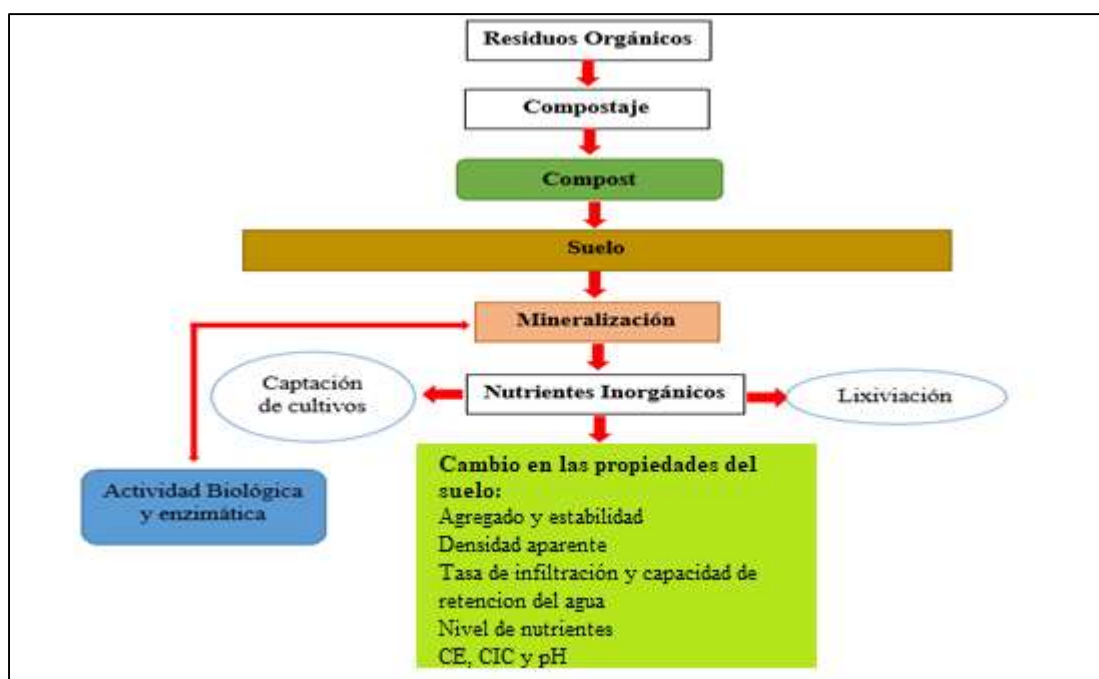 Residuos Orgánicos
Compostaje
Compost
Suelo
Mineralización
Captación
de cultivos
Nutrientes Inorgánicos
Lixiviación
Actividad Biológica
y enzimática
Cambio en las propiedades del
suelo:
Agregado y estabilidad
Densidad aparente
Tasa de infiltración y capacidad de
retencion del agua
Nivel de nutrientes
CE, CIC y pH